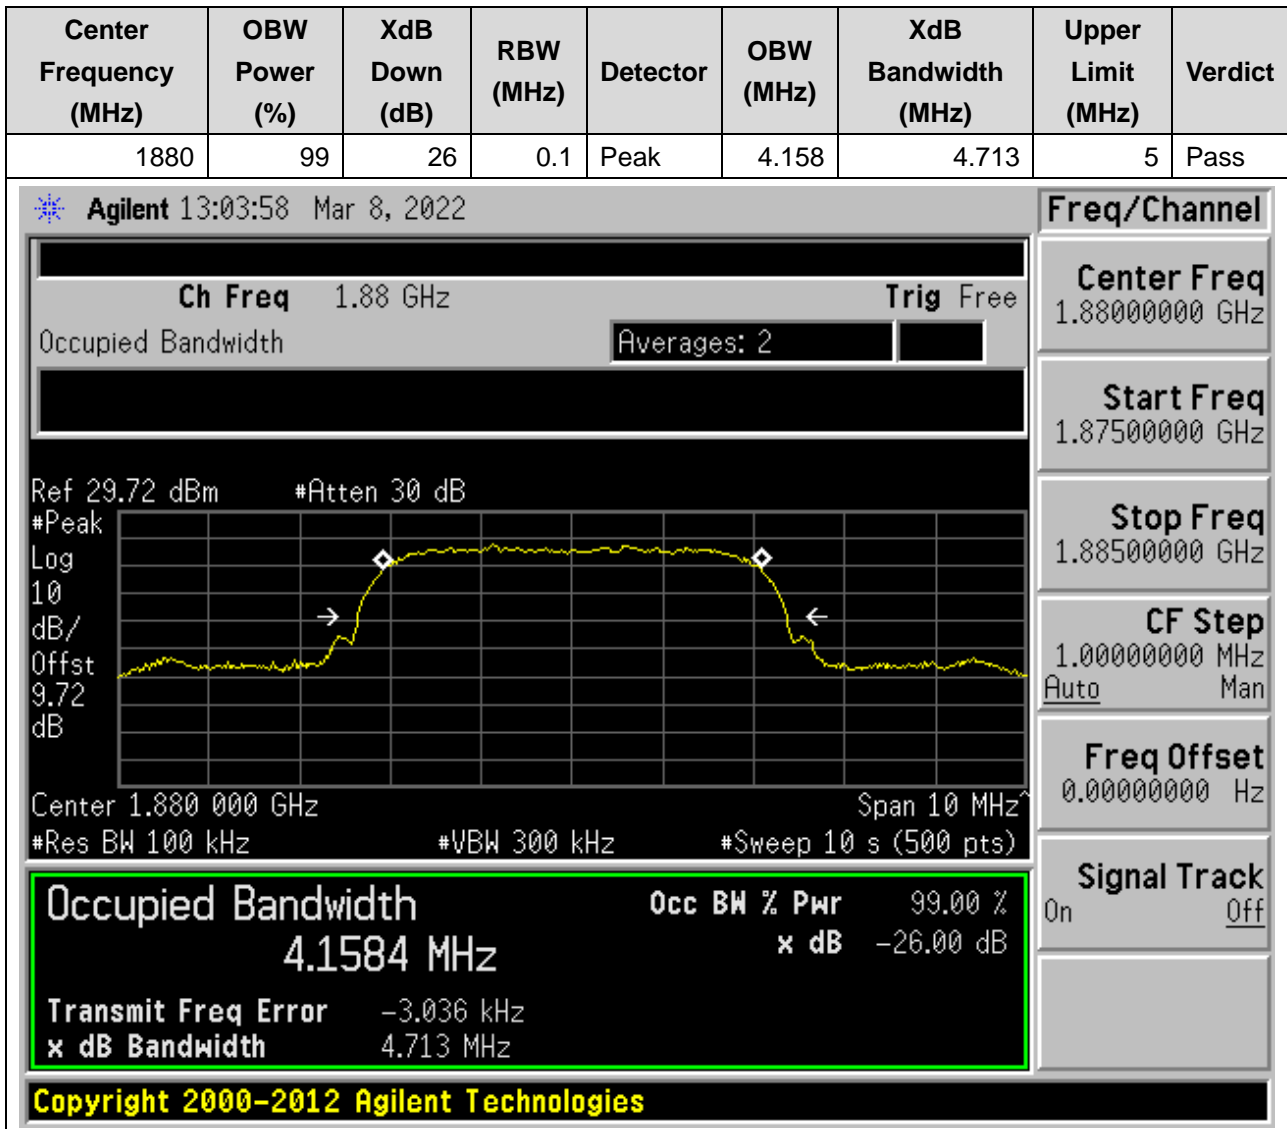 Center Frequency (MHz) OBW Power (%) XdB Down (dB) RBW (MHz) Detector OBW (MHz) XdB Bandwidth (MHz) Upper Limit (MHz) Verdict
1880 99 26 0.1 Peak 4.158 4.713 5 Pass
Agilent 13:03:58 Mar 8, 2022
Freq/Channel
Ch Freq 1.88 GHz Trig Free
Occupied Bandwidth Averages: 2
Center Freq
1.88000000 GHz
Start Freq
1.87500000 GHz
Stop Freq
1.88500000 GHz
CF Step
1.00000000 MHz
Auto Man
Freq Offset
0.00000000 Hz
Signal Track
On Off
Ref 29.72 dBm #Atten 30 dB
#Peak
Log
10
dB/
Offst
9.72
dB
Center 1.880 000 GHz Span 10 MHz^
#Res BW 100 kHz #VBW 300 kHz #Sweep 10 s (500 pts)
Occupied Bandwidth Occ BW % Pwr 99.00 %
4.1584 MHz x dB -26.00 dB
Transmit Freq Error -3.036 kHz
x dB Bandwidth 4.713 MHz
Copyright 2000-2012 Agilent Technologies